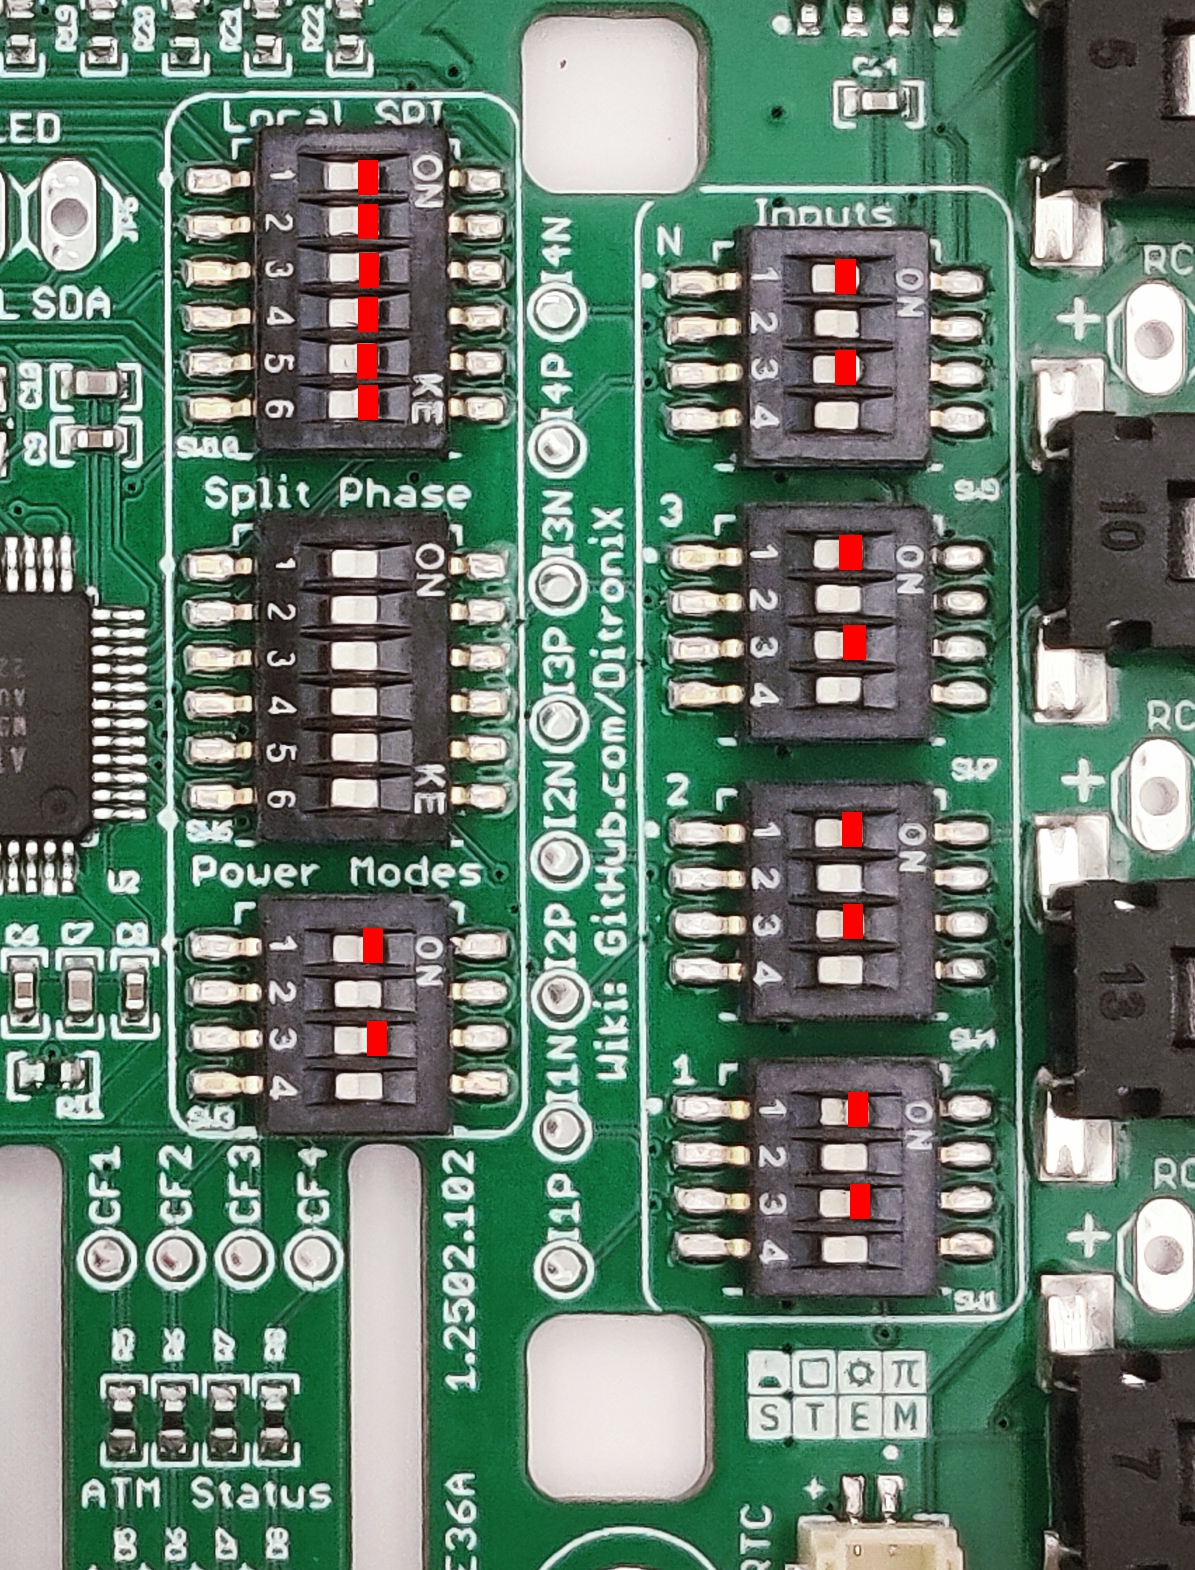 R22
LED
Local SPI
1
2
3
4
5
6
ON
KE
SDA
Split Phase
1
2
3
4
5
6
ON
KE
Power Modes
1
2
3
4
ON
CF1
CF2
CF3
CF4
ATM Status
1.2502.102
E36A
I4N
I4P
I3N
I3P
I2N
I2P
I1N
I1P
Wiki: GitHub.com/DitroniX
Inputs
N
1
2
3
4
ON
3
1
2
3
4
ON
2
1
2
3
4
ON
1
1
2
3
4
ON
SW1
π
S T E M
+
RTC
5
RC
+
10
RC
+
13
RC
+
7